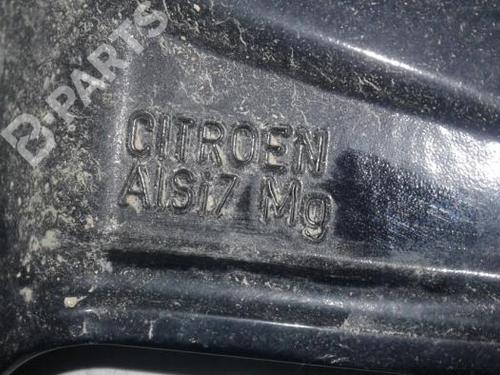 B-PARTS
CITROEN
AlSi7 Mg